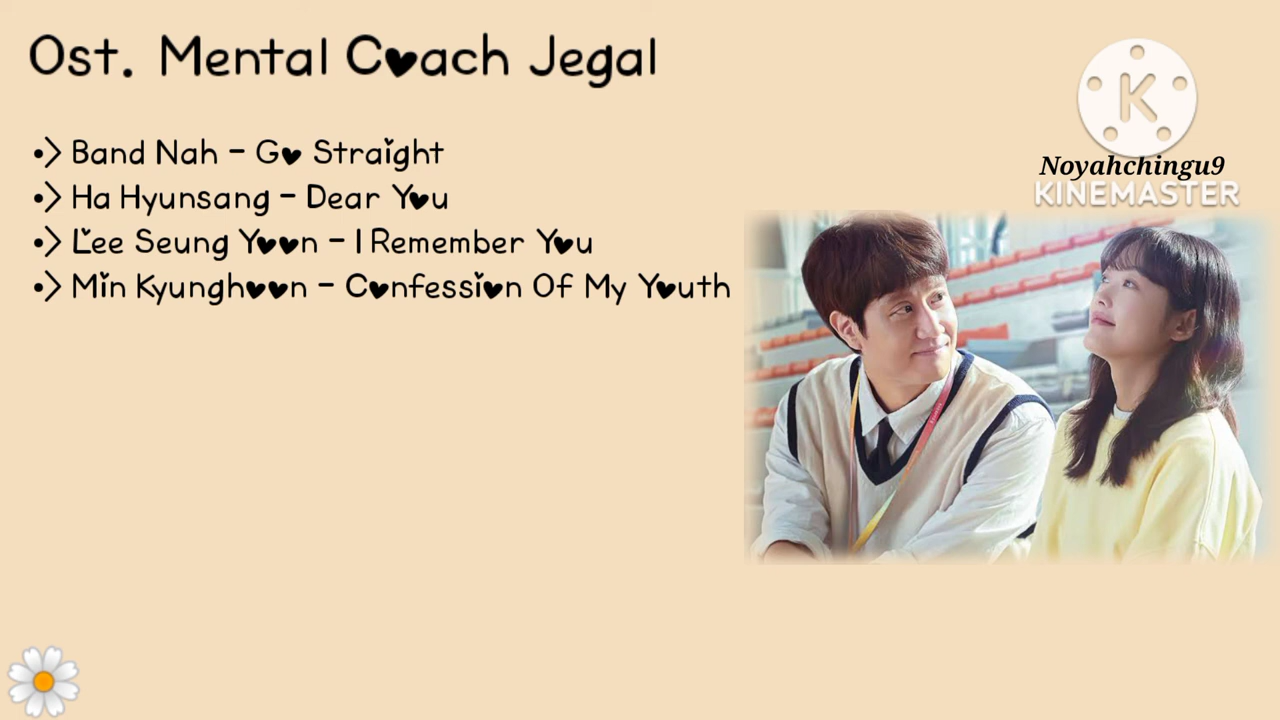 Ost. Mental Coach Jegal
•> Band Nah - Go Straight
•> Ha Hyunsang - Dear You
•> Lee Seung Yoon - I Remember You
•> Min Kyunghoon - Confession Of My Youth
K
Noyahchingu9
KINEMASTER